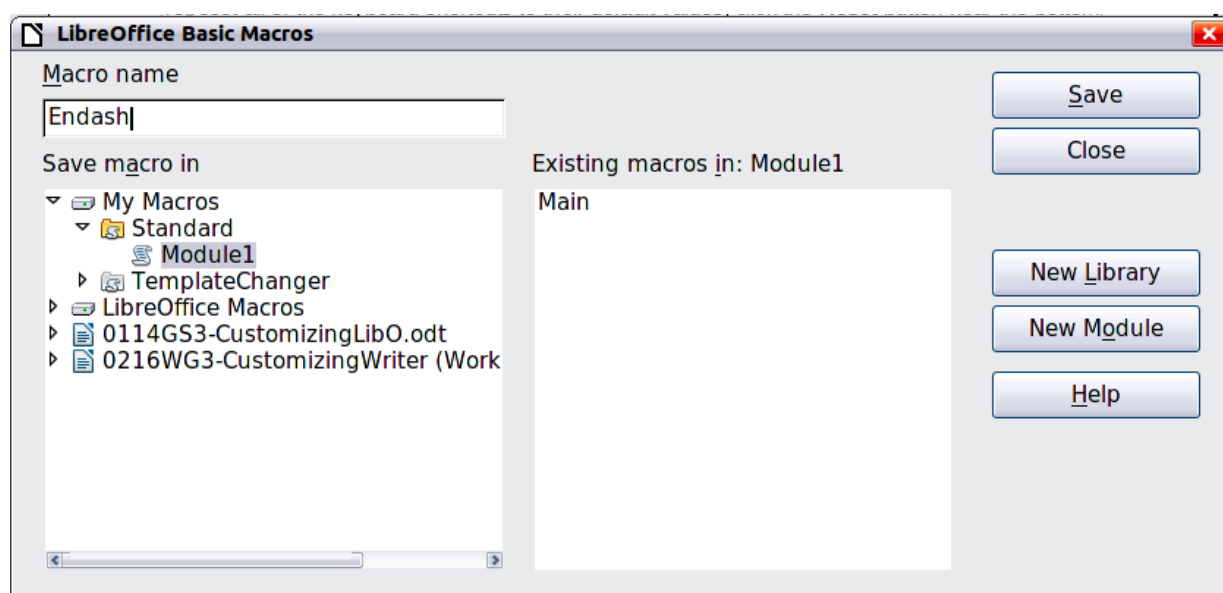 LibreOffice Basic Macros
Macro name
Endash
Save macro in
My Macros
Standard
Module1
TemplateChanger
LibreOffice Macros
0114GS3-CustomizingLibO.odt
0216WG3-CustomizingWriter (Work
Existing macros in: Module1
Main
Save
Close
New Library
New Module
Help